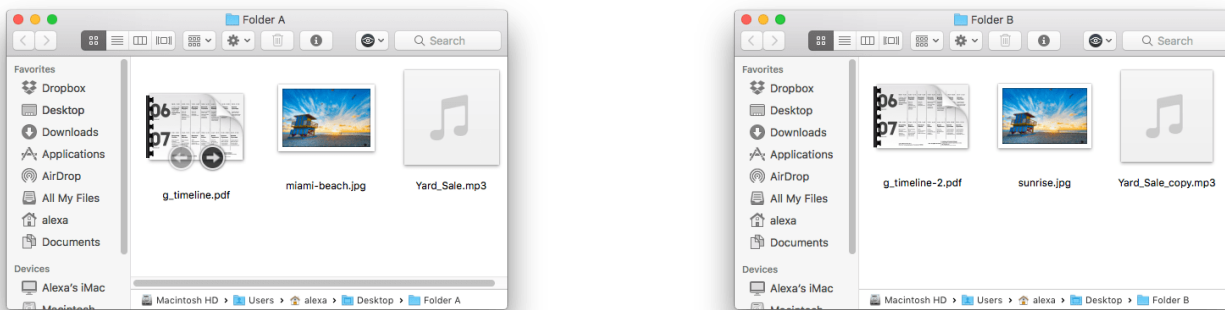 Folder A
Search
Favorites
Dropbox
Desktop
Downloads
Applications
AirDrop
All My Files
alexa
Documents
Devices
Alexa's iMac
Macintosh
06
07
g_timeline.pdf
miami-beach.jpg
Yard_Sale.mp3
Macintosh HD › Users › alexa › Desktop › Folder A
Folder B
Search
Favorites
Dropbox
Desktop
Downloads
Applications
AirDrop
All My Files
alexa
Documents
Devices
Alexa's iMac
Macintosh
06
07
g_timeline-2.pdf
sunrise.jpg
Yard_Sale_copy.mp3
Macintosh HD › Users › alexa › Desktop › Folder B